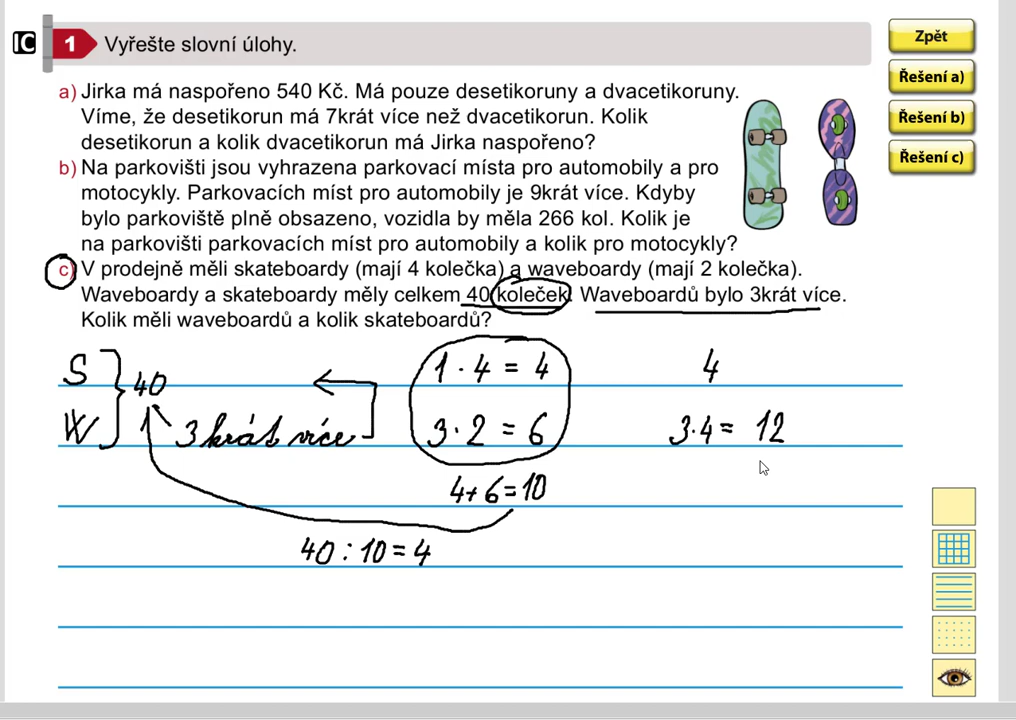 IC
1 Vyřešte slovní úlohy.
Zpět
Řešení a)
Řešení b)
Řešení c)
a) Jirka má naspořeno 540 Kč. Má pouze desetikoruny a dvacetikoruny.
Víme, že desetikorun má 7krát více než dvacetikorun. Kolik
desetikorun a kolik dvacetikorun má Jirka naspořeno?
b) Na parkovišti jsou vyhrazena parkovací místa pro automobily a pro
motocykly. Parkovacích míst pro automobily je 9krát více. Kdyby
bylo parkoviště plně obsazeno, vozidla by měla 266 kol. Kolik je
na parkovišti parkovacích míst pro automobily a kolik pro motocykly?
c) V prodejně měli skateboardy (mají 4 kolečka) a waveboardy (mají 2 kolečka).
Waveboardy a skateboardy měly celkem 40 koleček. Waveboardů bylo 3krát více.
Kolik měli waveboardů a kolik skateboardů?
S } 40 1 · 4 = 4 4
W 3 krát více 3 · 2 = 6 3·4 = 12
4+6=10
40 : 10 = 4